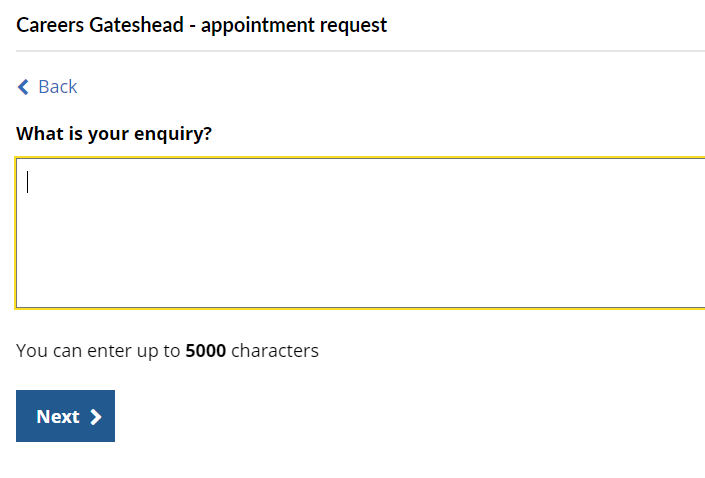 Careers Gateshead - appointment request
Back
What is your enquiry?
You can enter up to 5000 characters
Next